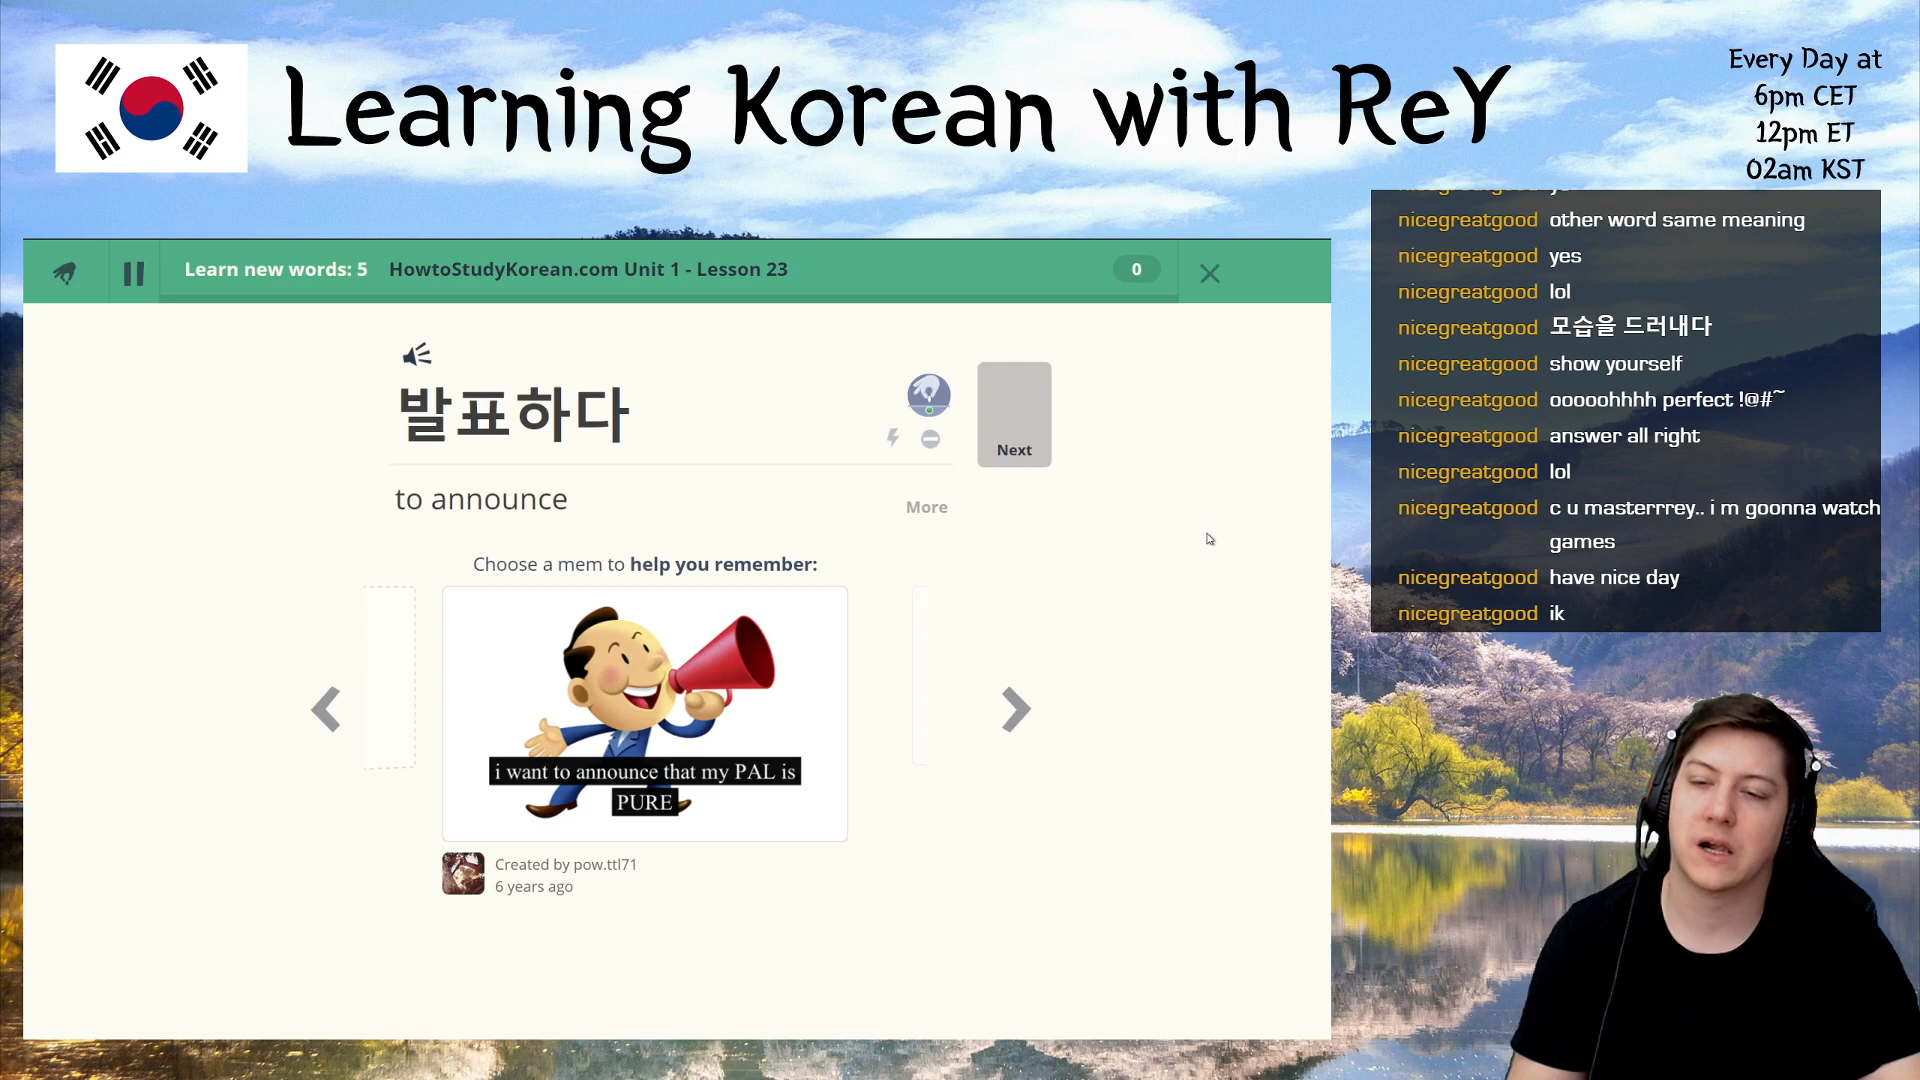 Learning Korean with ReY
Every Day at
6pm CET
12pm ET
02am KST
Learn new words: 5 HowtoStudyKorean.com Unit 1 - Lesson 23
0
발표하다
Next
to announce
More
Choose a mem to help you remember:
i want to announce that my PAL is
PURE
Created by pow.ttl71
6 years ago
nicegreatgood other word same meaning
nicegreatgood yes
nicegreatgood lol
nicegreatgood 모습을 드러내다
nicegreatgood show yourself
nicegreatgood ooooohhhh perfect !@#~
nicegreatgood answer all right
nicegreatgood lol
nicegreatgood c u masterrrey.. i m goonna watch
games
nicegreatgood have nice day
nicegreatgood ik